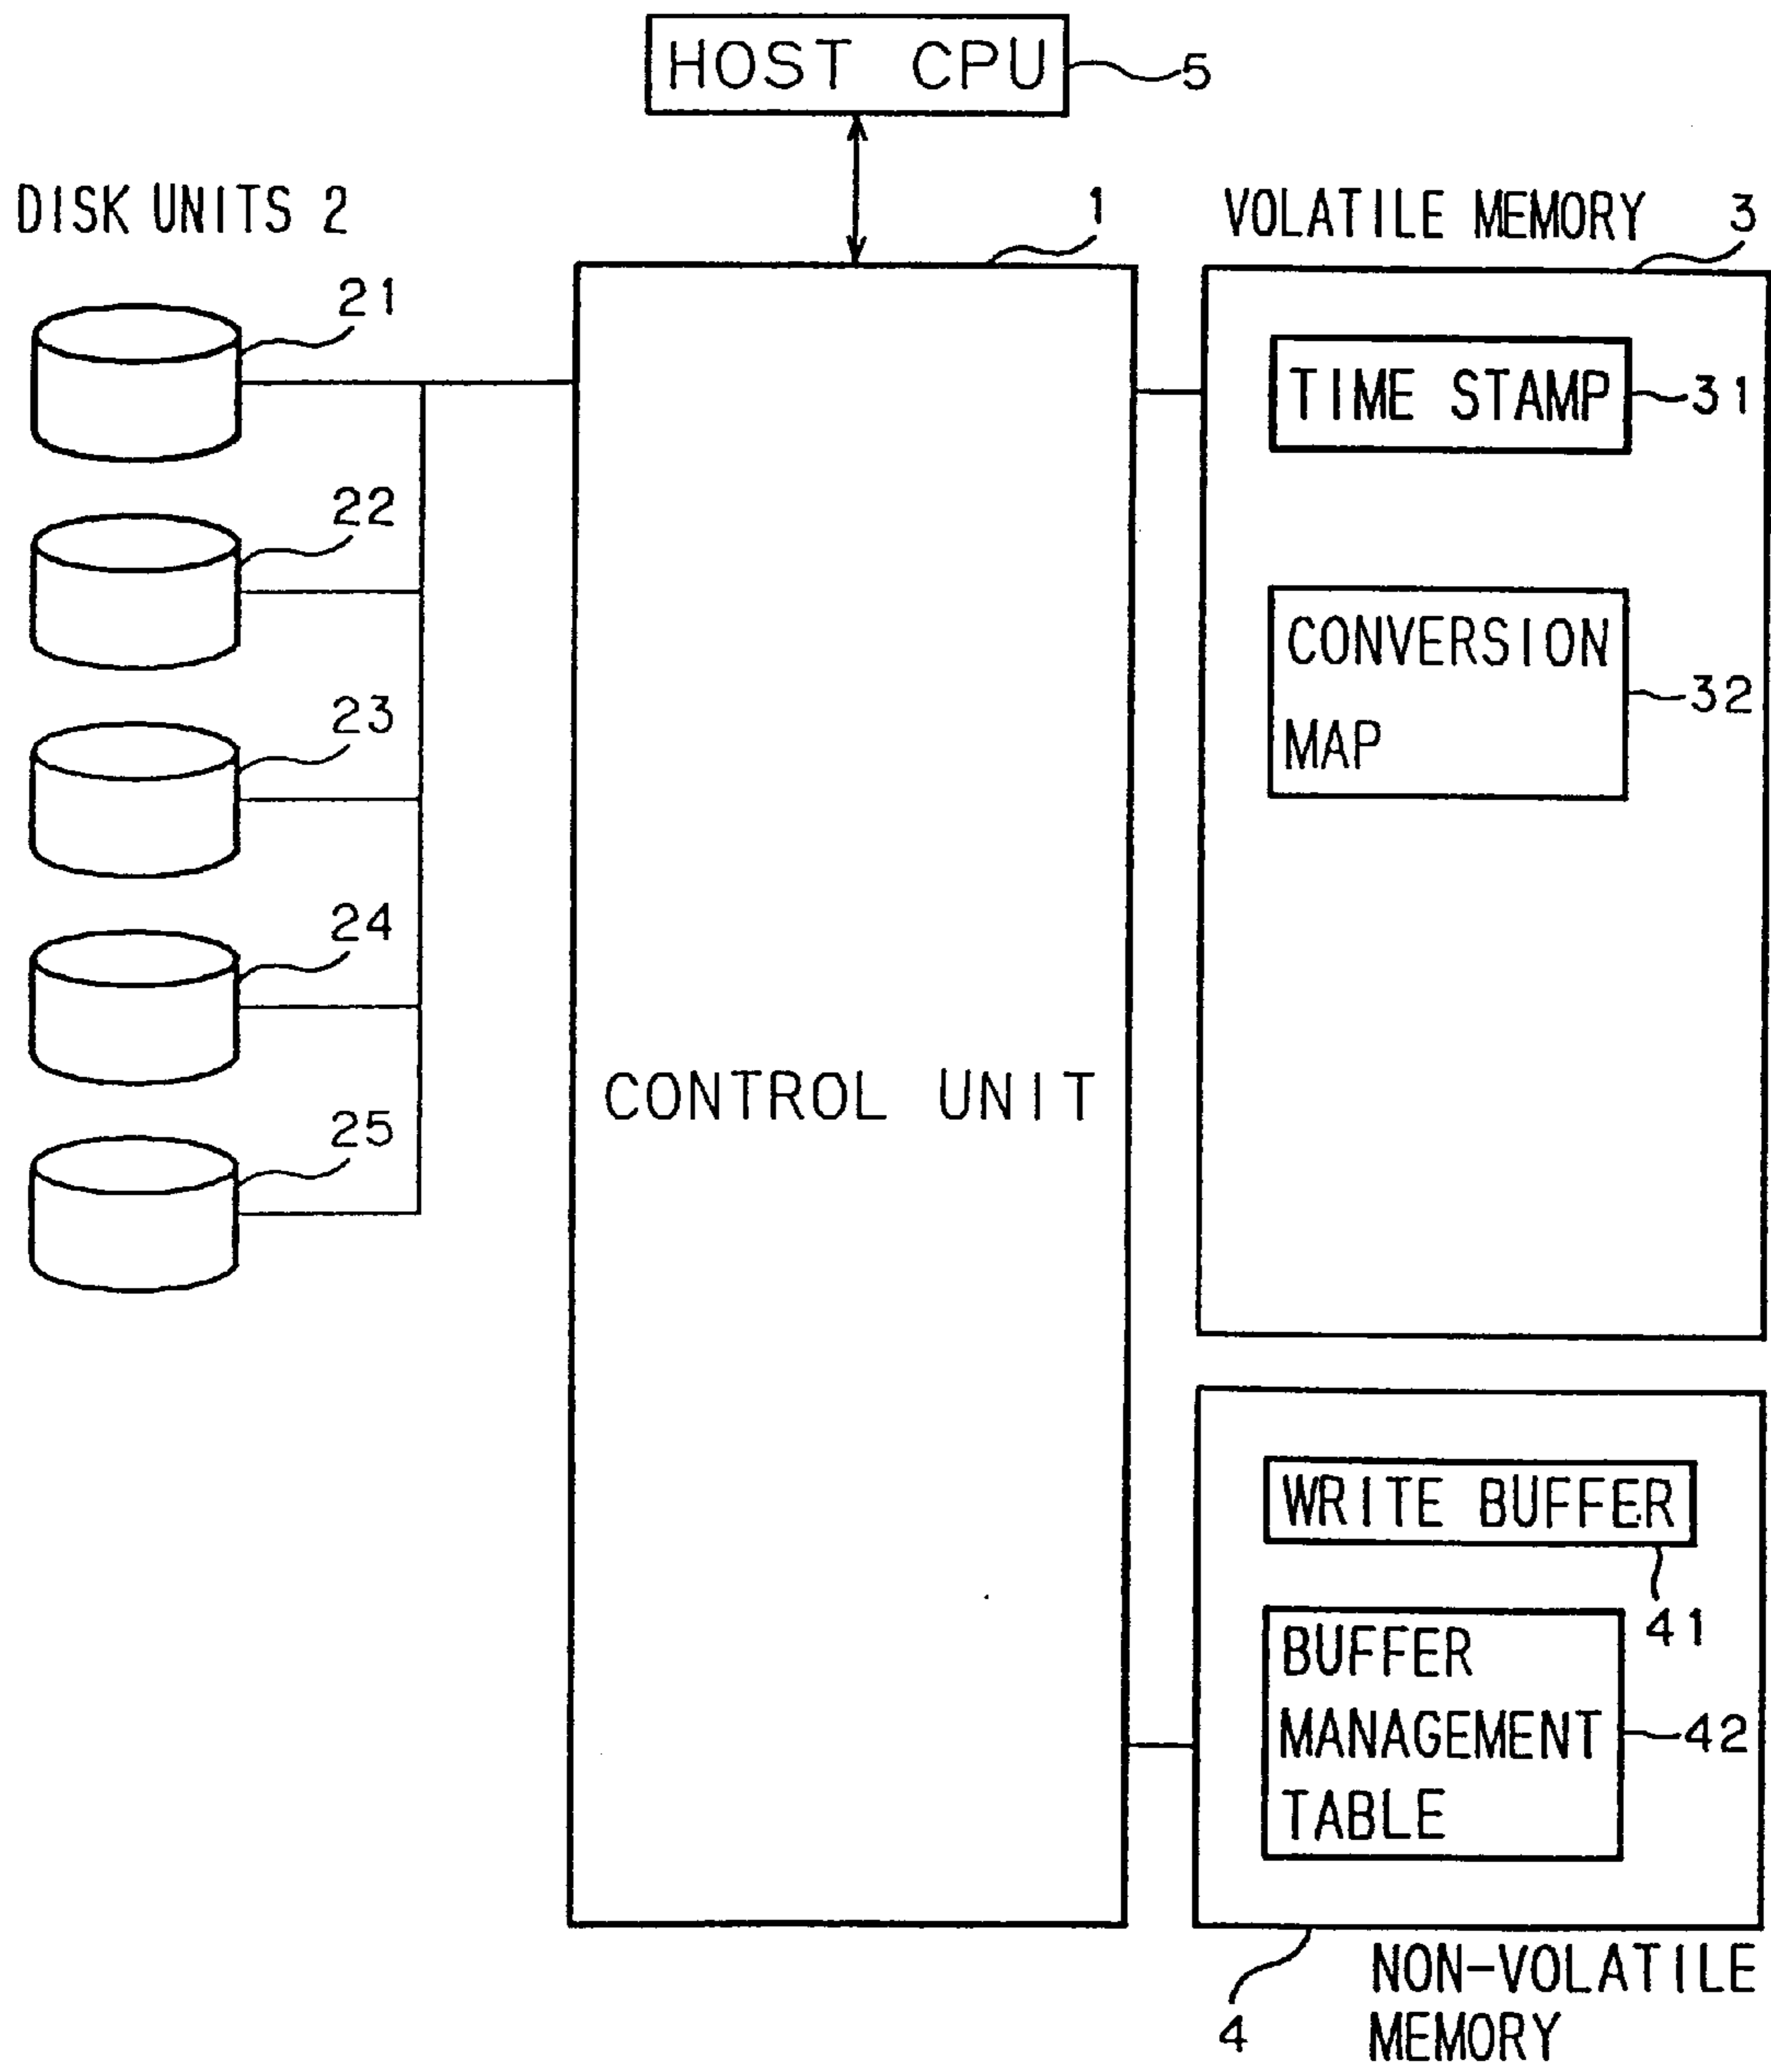 HOST CPU
5
DISK UNITS 2
1
VOLATILE MEMORY
3
21
TIME STAMP
31
22
CONVERSION
MAP
32
23
24
CONTROL UNIT
25
WRITE BUFFER
41
BUFFER
MANAGEMENT
TABLE
42
4
NON-VOLATILE
MEMORY